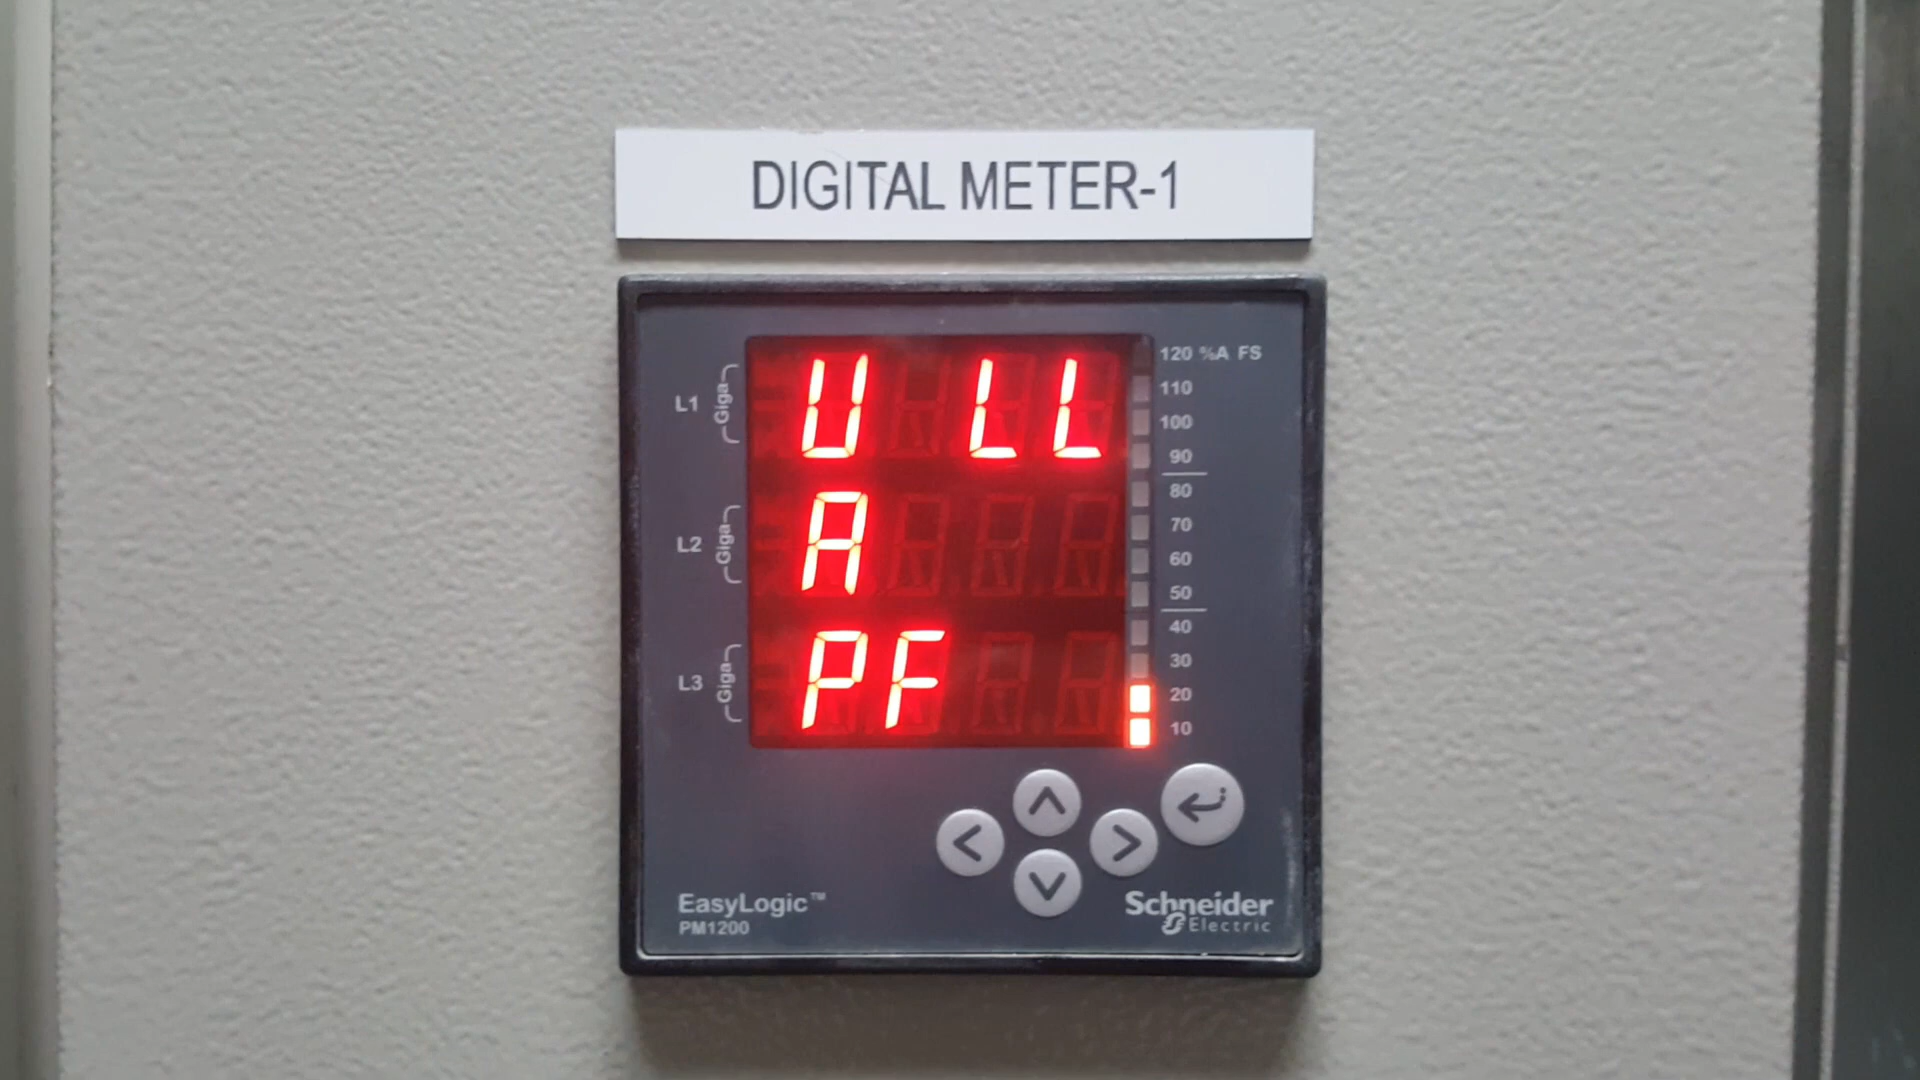 DIGITAL METER-1
120 %A FS
U LL
L1
Giga
110
100
90
80
A
L2
Giga
70
60
50
40
PF
L3
Giga
30
20
10
EasyLogic™
PM1200
Schneider
Electric